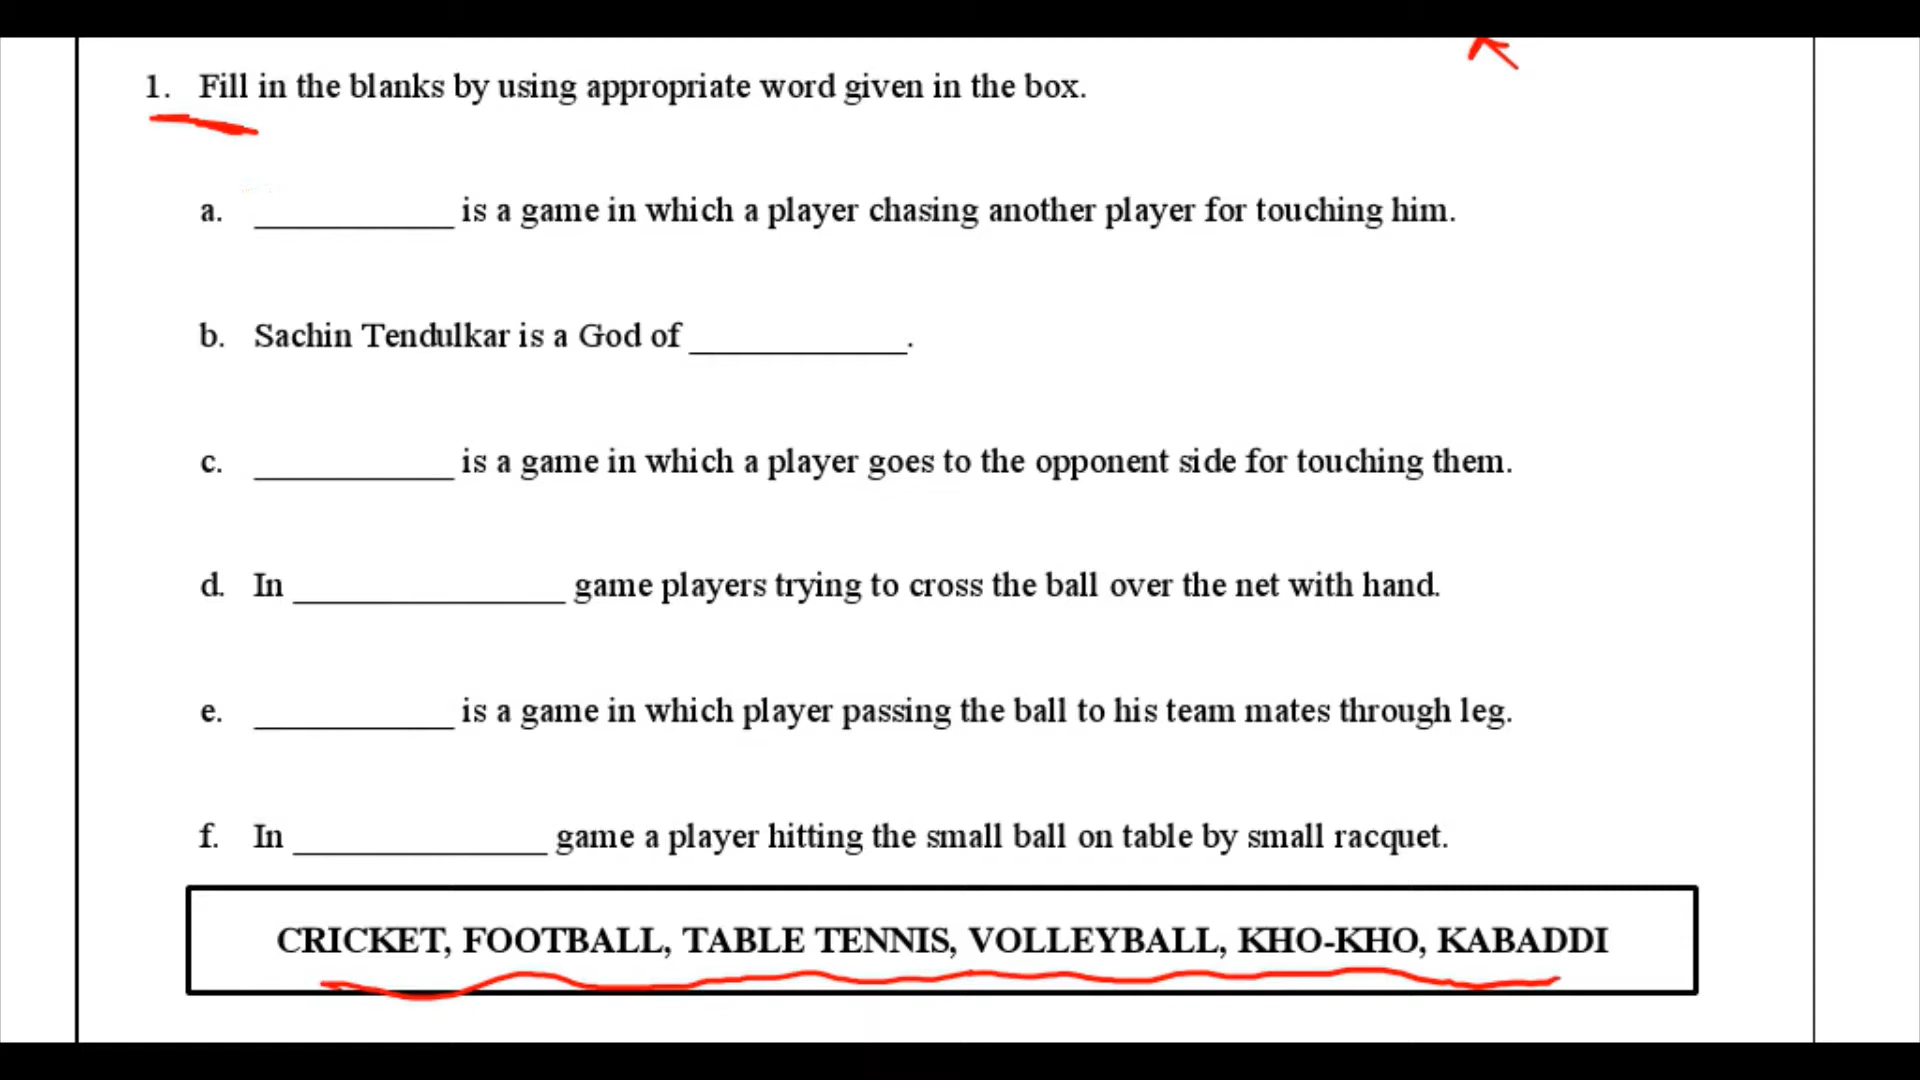 1. Fill in the blanks by using appropriate word given in the box.
a. ____________ is a game in which a player chasing another player for touching him.
b. Sachin Tendulkar is a God of _____________.
c. ____________ is a game in which a player goes to the opponent side for touching them.
d. In ________________ game players trying to cross the ball over the net with hand.
e. ____________ is a game in which player passing the ball to his team mates through leg.
f. In _______________ game a player hitting the small ball on table by small racquet.
CRICKET, FOOTBALL, TABLE TENNIS, VOLLEYBALL, KHO-KHO, KABADDI